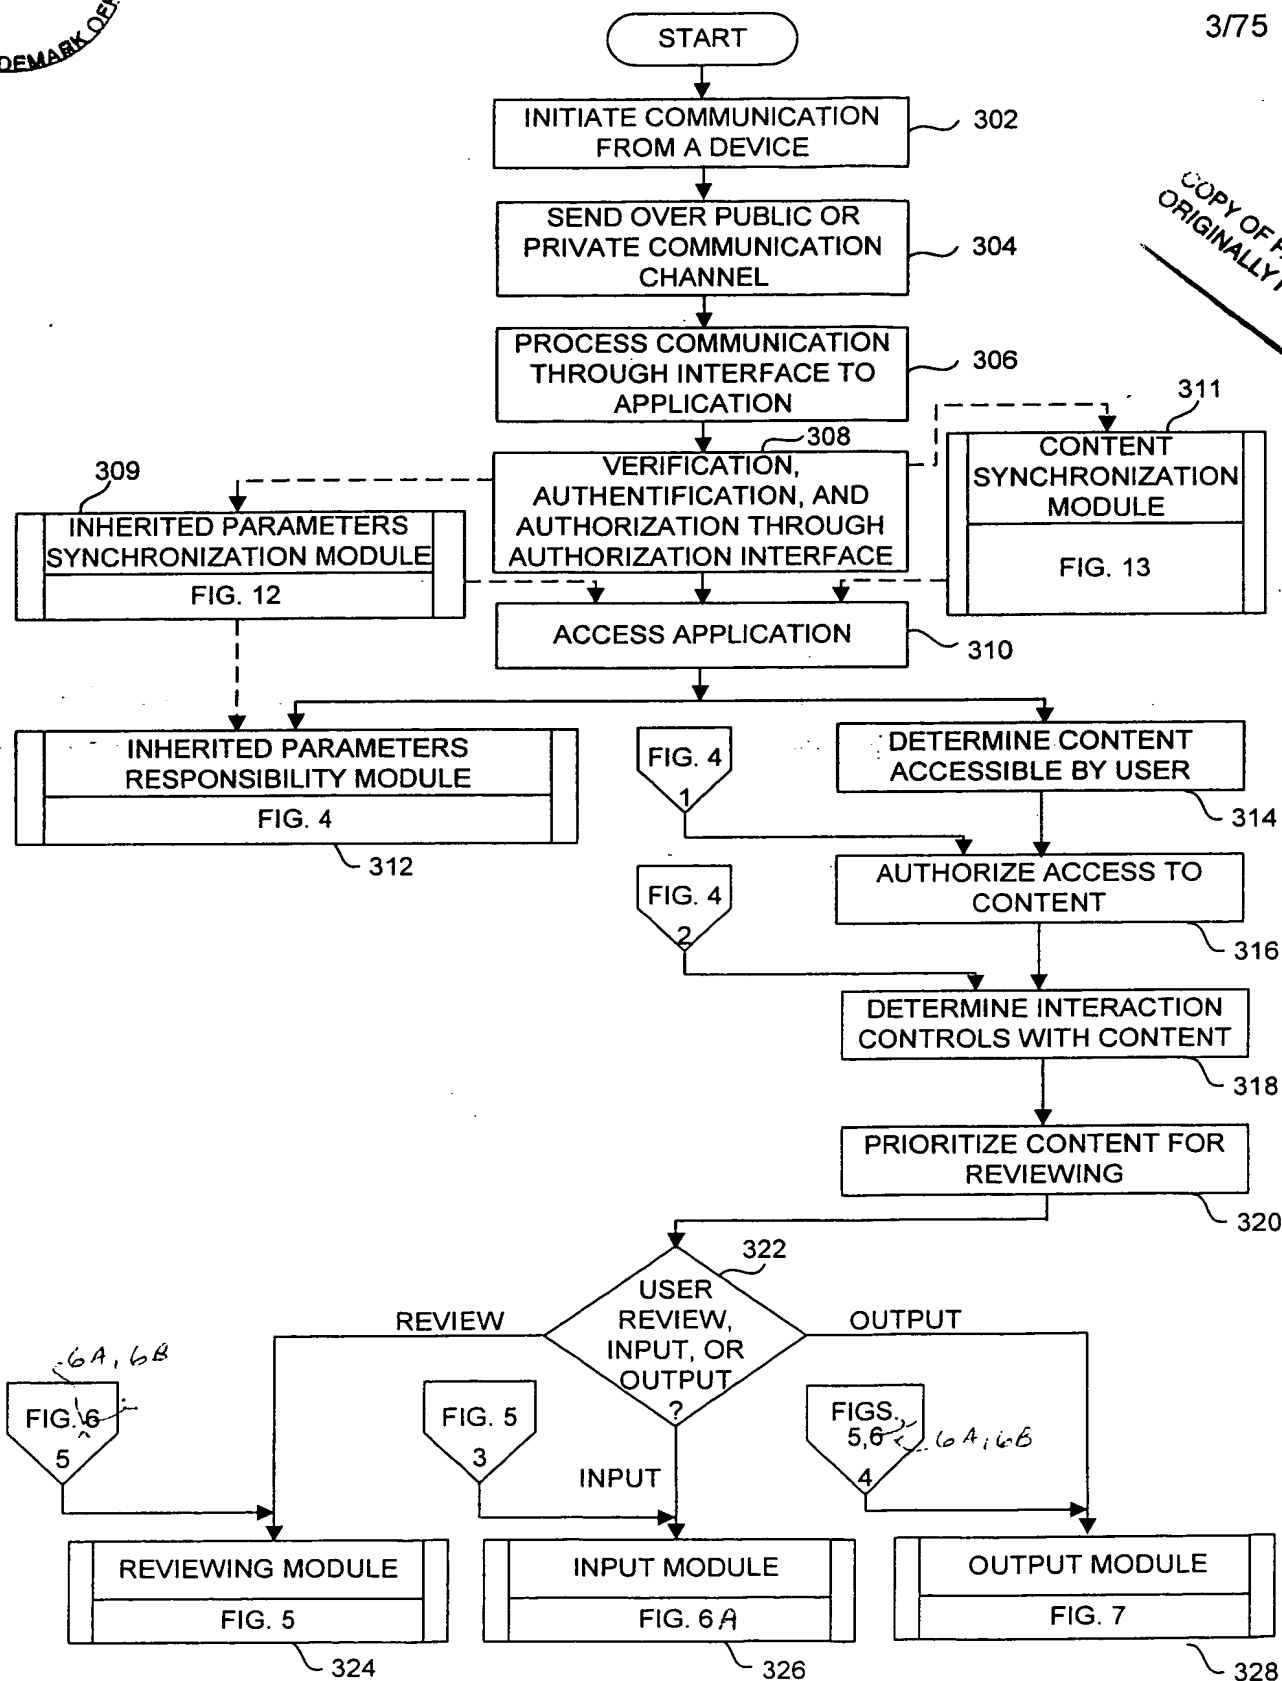 DEMARK OF
3/75
START
INITIATE COMMUNICATION
FROM A DEVICE
302
COPY OF
ORIGINALLY
SEND OVER PUBLIC OR
PRIVATE COMMUNICATION
CHANNEL
304
PROCESS COMMUNICATION
THROUGH INTERFACE TO
APPLICATION
306
308
311
VERIFICATION,
AUTHENTIFICATION, AND
AUTHORIZATION THROUGH
AUTHORIZATION INTERFACE
CONTENT
SYNCHRONIZATION
MODULE
FIG. 13
309
INHERITED PARAMETERS
SYNCHRONIZATION MODULE
FIG. 12
ACCESS APPLICATION
310
INHERITED PARAMETERS
RESPONSIBILITY MODULE
FIG. 4
312
FIG. 4
1
DETERMINE CONTENT
ACCESSIBLE BY USER
314
AUTHORIZE ACCESS TO
CONTENT
316
FIG. 4
2
DETERMINE INTERACTION
CONTROLS WITH CONTENT
318
PRIORITIZE CONTENT FOR
REVIEWING
320
322
USER
REVIEW,
INPUT, OR
OUTPUT
?
REVIEW
OUTPUT
INPUT
6A, 6B
FIG. 6
5
FIG. 5
3
FIGS.
5,6
6A, 6B
4
REVIEWING MODULE
FIG. 5
324
INPUT MODULE
FIG. 6A
326
OUTPUT MODULE
FIG. 7
328